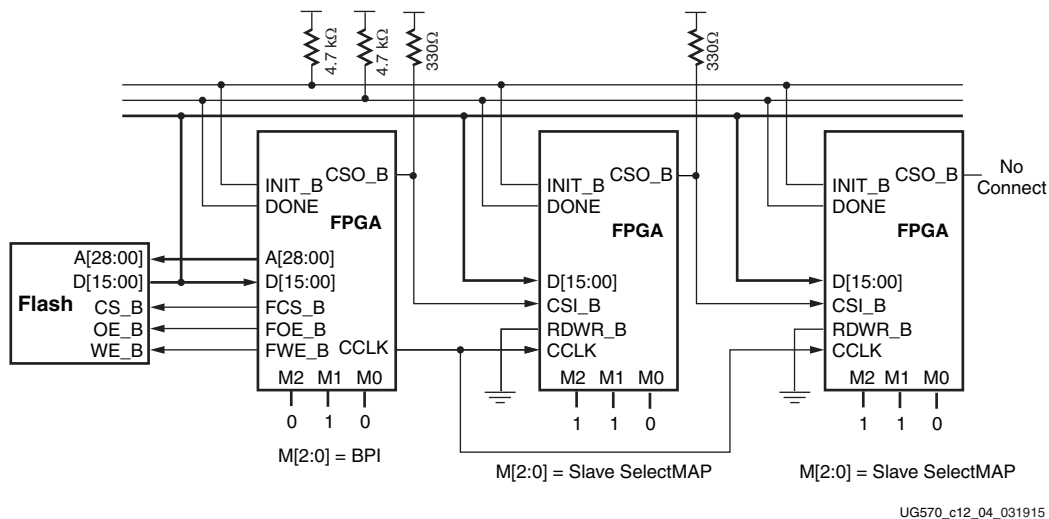 4.7 kΩ
4.7 kΩ
330Ω
330Ω
INIT_B
CSO_B
DONE
FPGA
A[28:00]
D[15:00]
FCS_B
FOE_B
FWE_B
CCLK
M2 M1 M0
0 1 0
M[2:0] = BPI
Flash
A[28:00]
D[15:00]
CS_B
OE_B
WE_B
INIT_B
CSO_B
DONE
FPGA
D[15:00]
CSI_B
RDWR_B
CCLK
M2 M1 M0
1 1 0
M[2:0] = Slave SelectMAP
INIT_B
CSO_B
DONE
FPGA
D[15:00]
CSI_B
RDWR_B
CCLK
M2 M1 M0
1 1 0
M[2:0] = Slave SelectMAP
No
Connect
UG570_c12_04_031915